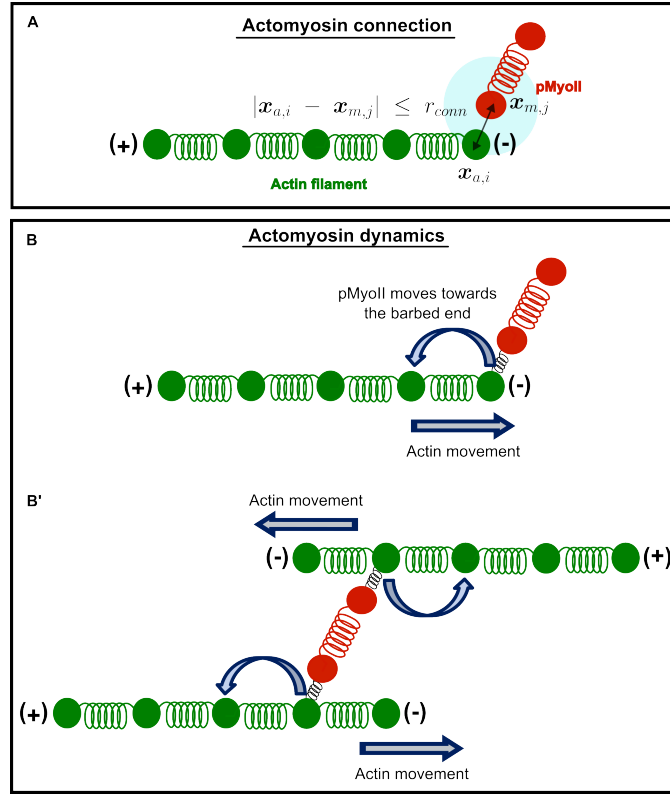 A
Actomyosin connection
pMyoII
|x_{a,i} − x_{m,j}| ≤ r_{conn}
x_{m,j}
(+)
(-)
x_{a,i}
Actin filament
B
Actomyosin dynamics
pMyoII moves towards
the barbed end
(+)
(-)
Actin movement
B'
Actin movement
(-)
(+)
(+)
(-)
Actin movement